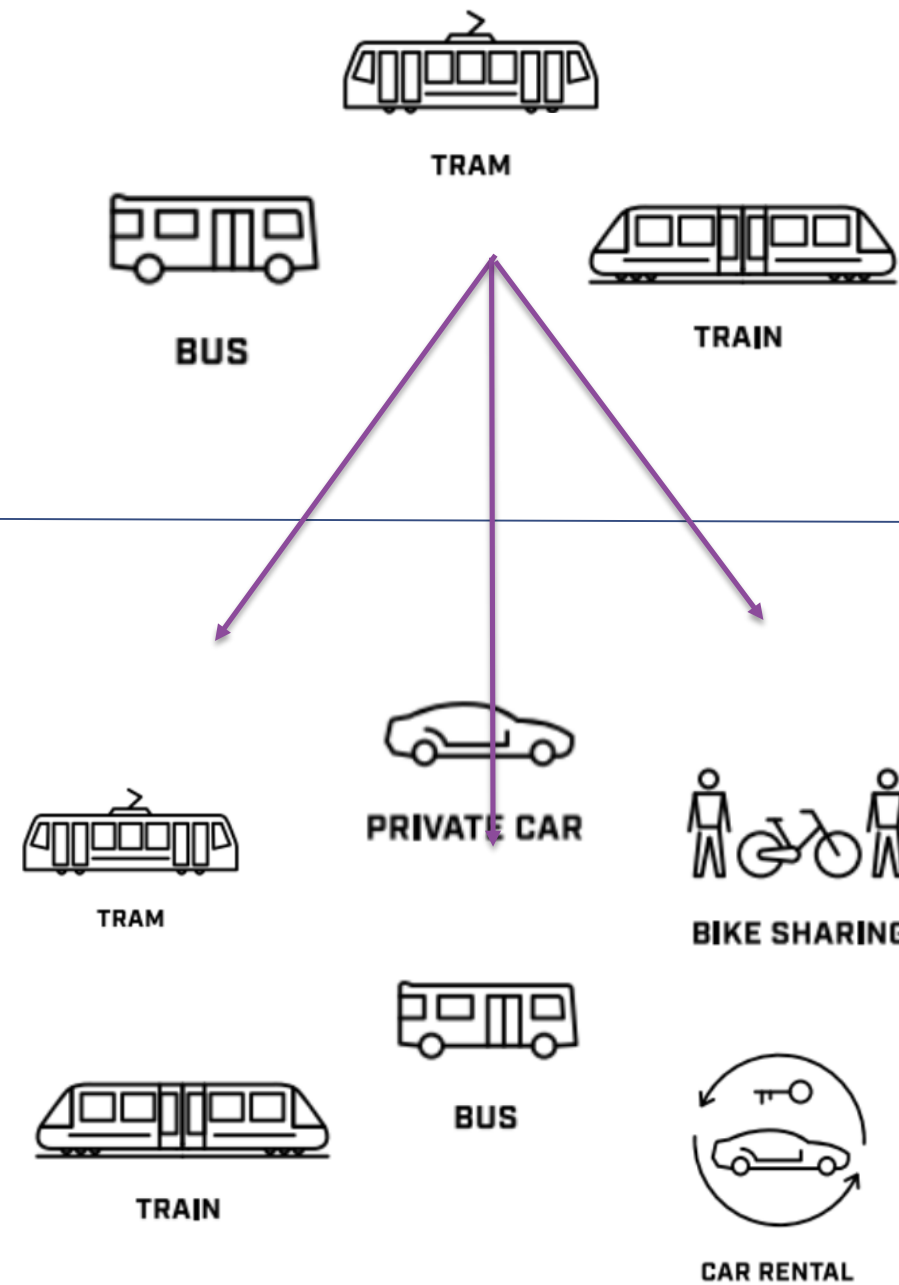 TRAM
BUS
TRAIN
PRIVATE CAR
TRAM
BIKE SHARING
BUS
TRAIN
CAR RENTAL